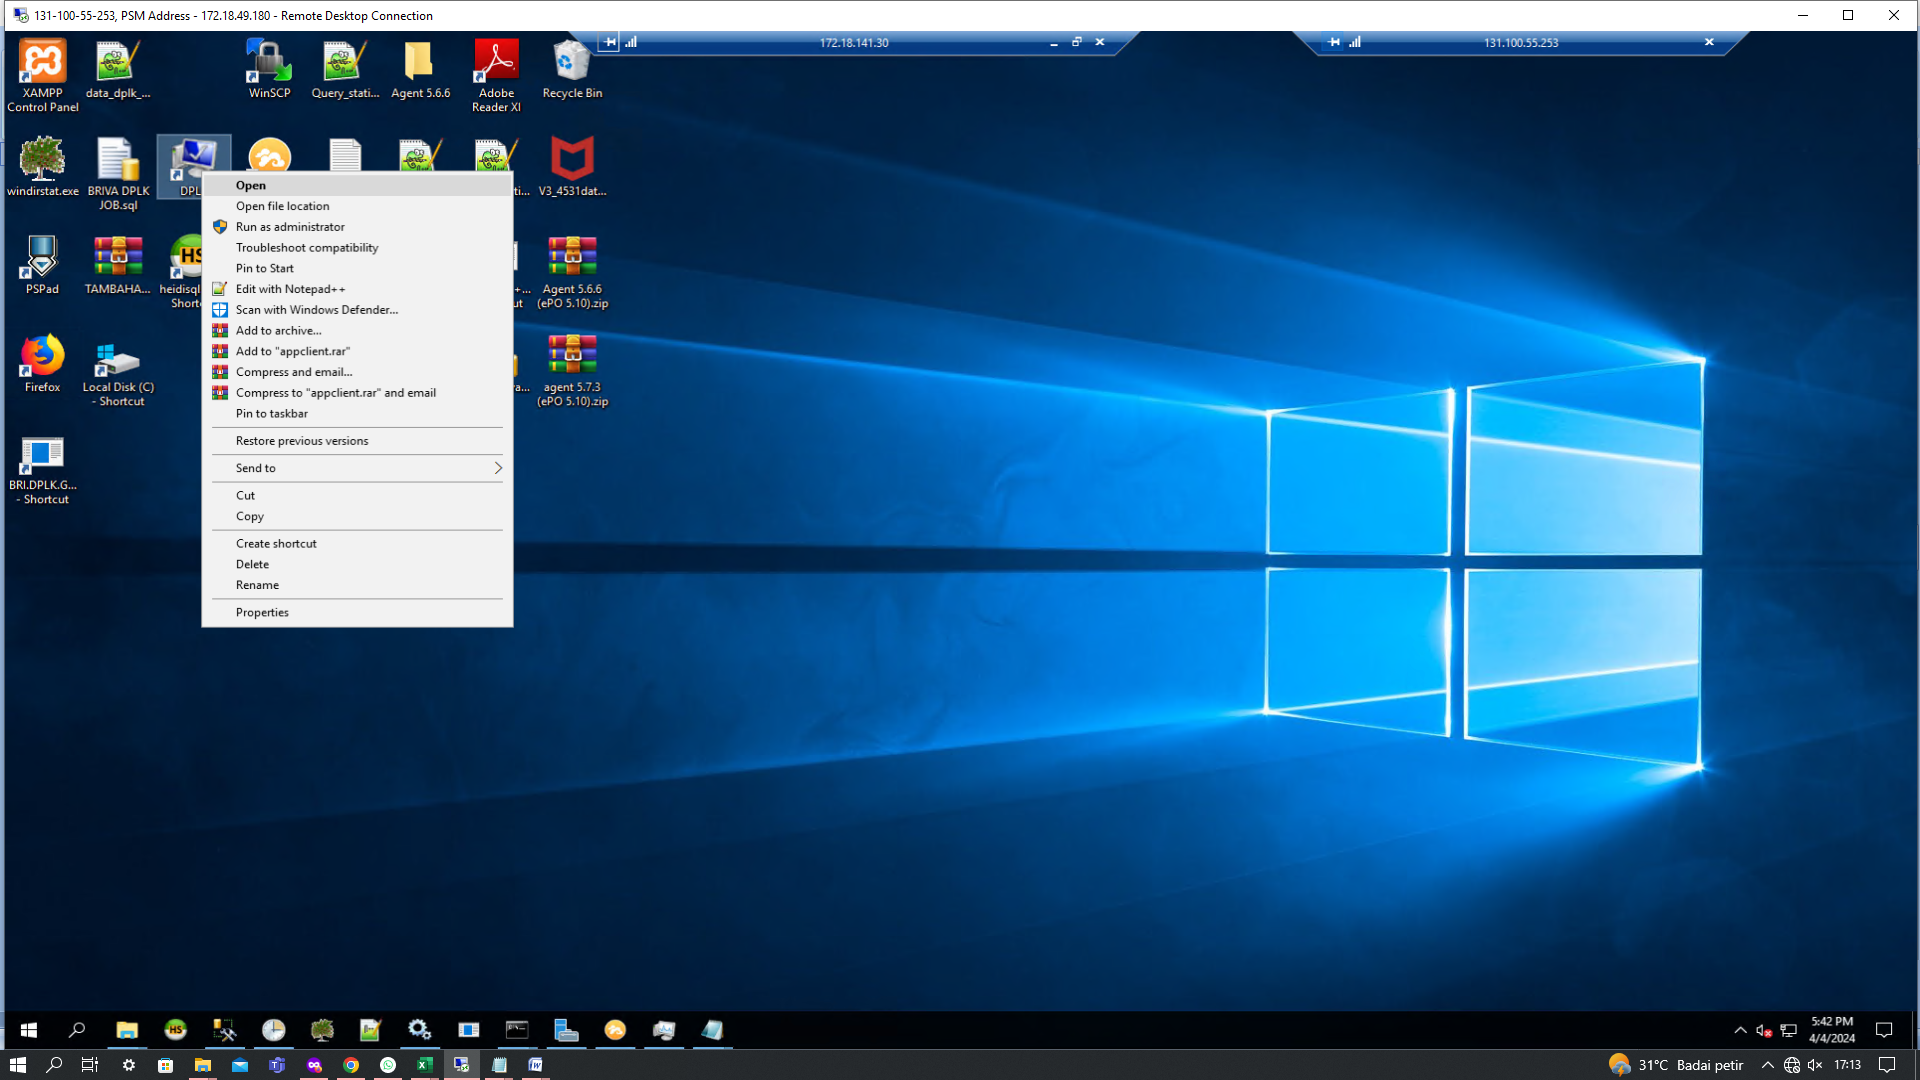 131-100-55-253, PSM Address - 172.18.49.180 - Remote Desktop Connection
172.18.141.30
131.100.55.253
XAMPP
Control Panel
data_dplk_...
WinSCP
Query_stati...
Agent 5.6.6
Adobe
Reader XI
Recycle Bin
windirstat.exe
BRIVA DPLK
JOB.sql
DPL
ti...
V3_4531dat...
PSPad
TAMBAHA...
heidisql
Short
+...
ut
Agent 5.6.6
(ePO 5.10).zip
Firefox
Local Disk (C)
- Shortcut
a...
agent 5.7.3
(ePO 5.10).zip
BRI.DPLK.G...
- Shortcut
Open
Open file location
Run as administrator
Troubleshoot compatibility
Pin to Start
Edit with Notepad++
Scan with Windows Defender...
Add to archive...
Add to "appclient.rar"
Compress and email...
Compress to "appclient.rar" and email
Pin to taskbar
Restore previous versions
Send to
Cut
Copy
Create shortcut
Delete
Rename
Properties
HS
HS
5:42 PM
4/4/2024
31°C Badai petir
17:13